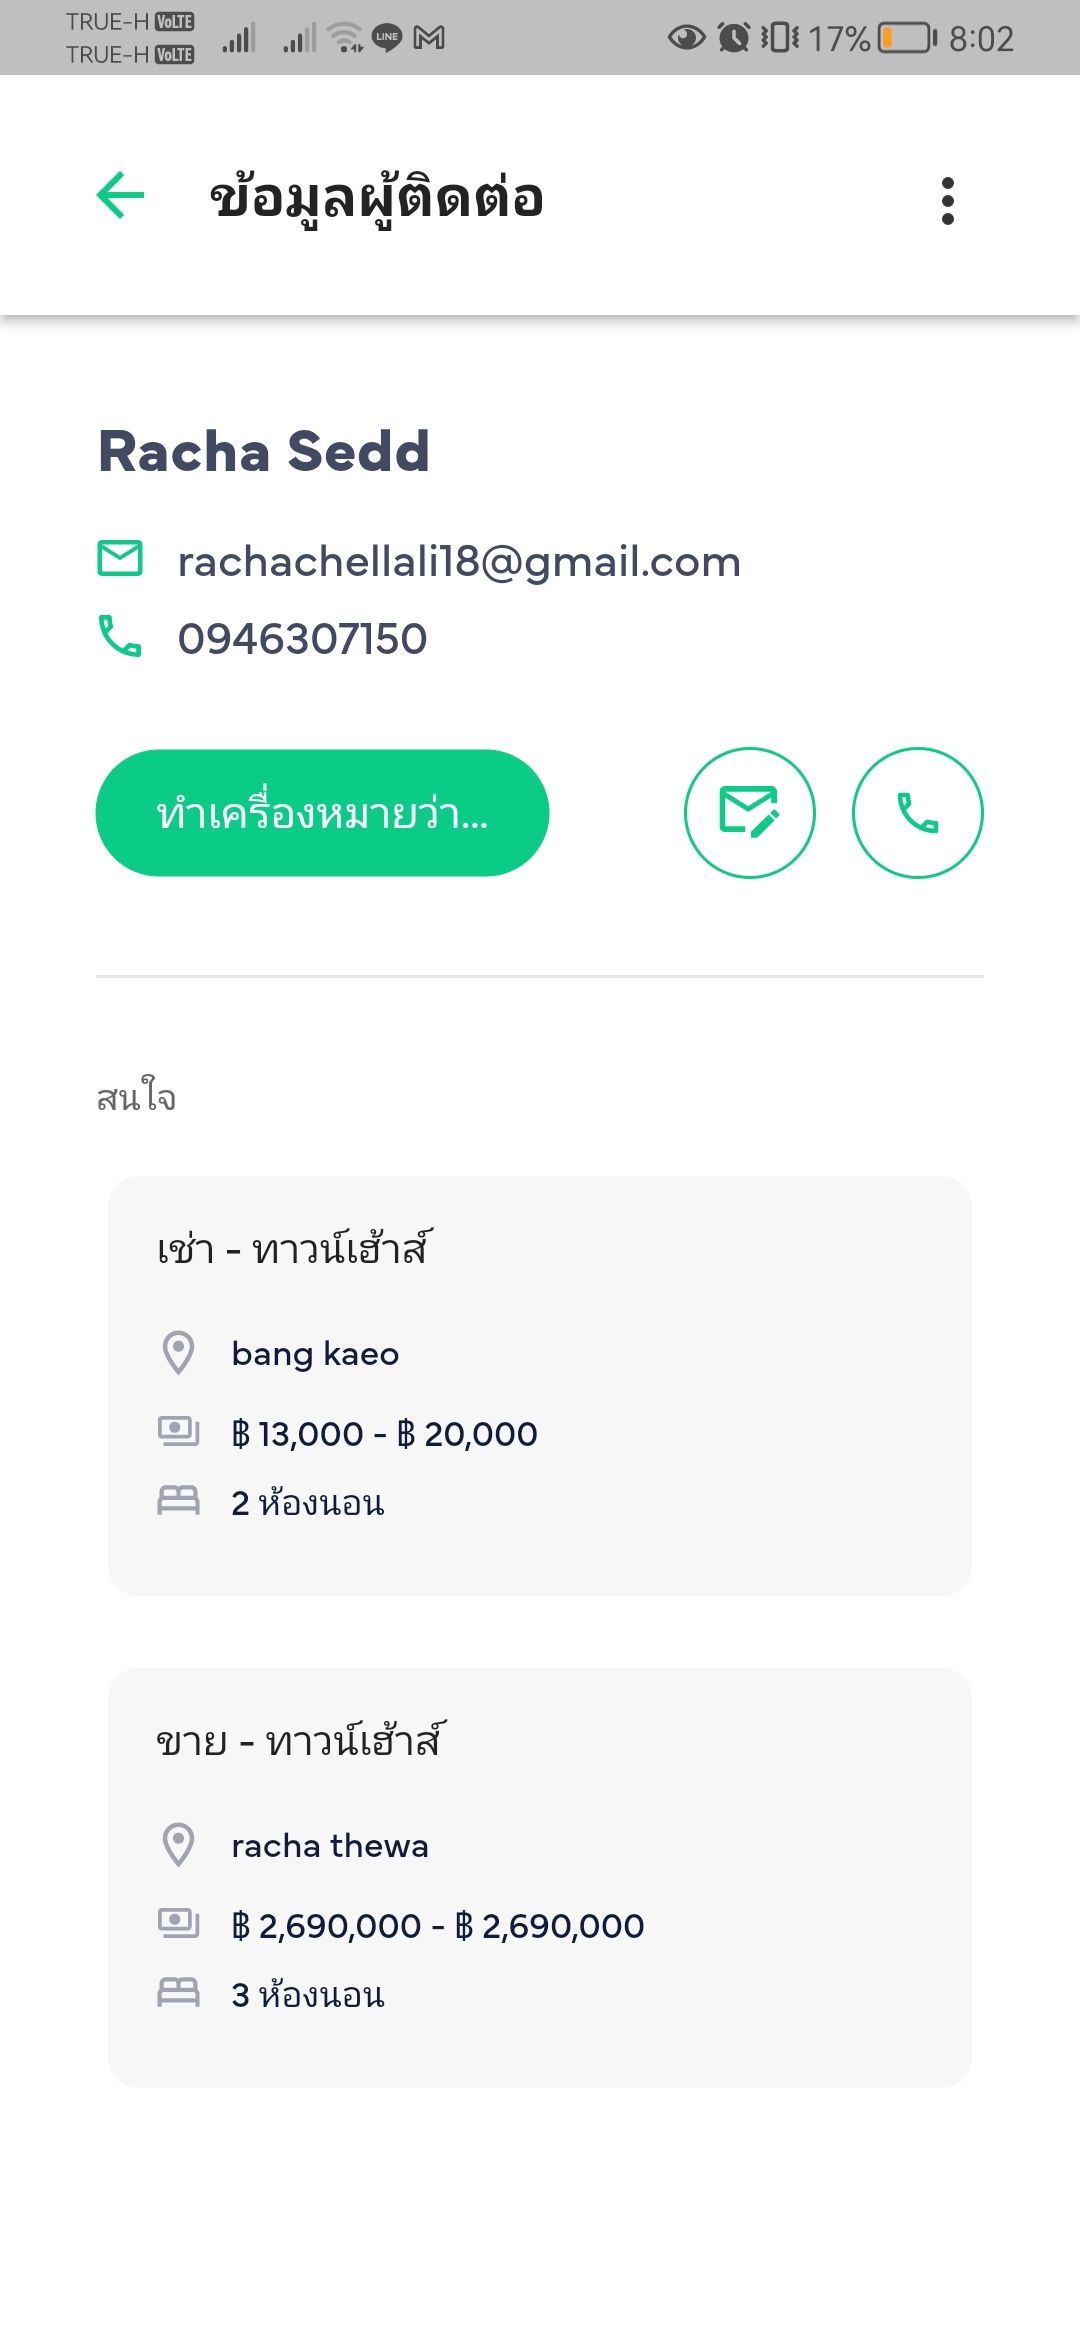 TRUE-H VoLTE
TRUE-H VoLTE
LINE
17%
8:02
ข้อมูลผู้ติดต่อ
Racha Sedd
rachachellali18@gmail.com
0946307150
ทำเครื่องหมายว่า...
สนใจ
เช่า - ทาวน์เฮ้าส์
bang kaeo
฿ 13,000 - ฿ 20,000
2 ห้องนอน
ขาย - ทาวน์เฮ้าส์
racha thewa
฿ 2,690,000 - ฿ 2,690,000
3 ห้องนอน